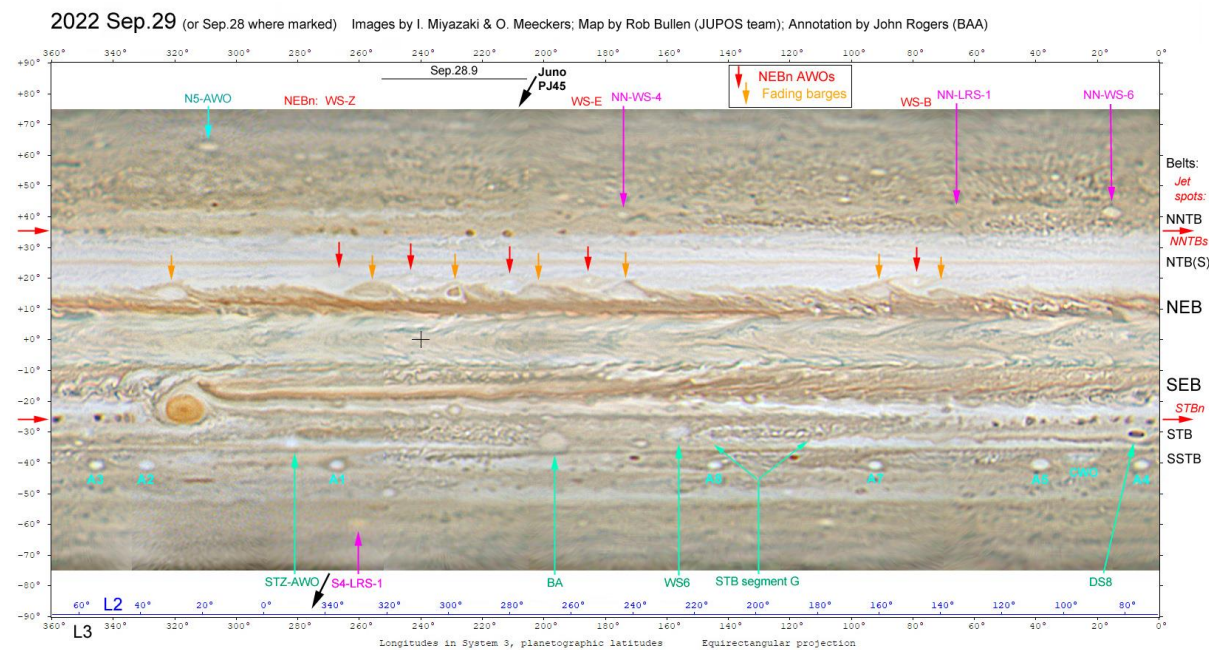 2022 Sep.29 (or Sep.28 where marked) Images by I. Miyazaki & O. Meeckers; Map by Rob Bullen (JUPOS team); Annotation by John Rogers (BAA)
360° 340° 320° 300° 280° 260° 240° 220° 200° 180° 160° 140° 120° 100° 80° 60° 40° 20° 0°
+90°
Sep.28.9
Juno
PJ45
NEBn AWOs
Fading barges
+80°
N5-AWO
NEBn: WS-Z
WS-E
NN-WS-4
WS-B
NN-LRS-1
NN-WS-6
+70°
+60°
Belts:
+50°
Jet
spots:
+40°
NNTB
NNTBs
+30°
NTB(S)
+20°
NEB
+10°
+0°
-10°
SEB
-20°
STBn
-30°
STB
SSTB
-40°
A2
A1
A7
CWO
A4
-50°
-60°
-70°
STZ-AWO
S4-LRS-1
BA
WS6
STB segment G
DS8
-80°
60° L2 20° 0° 340° 320° 300° 280° 260° 240° 220° 200° 180° 160° 140° 120° 100° 80°
-90°
L3
360° 340° 320° 300° 280° 260° 240° 220° 200° 180° 160° 140° 120° 100° 80° 60° 40° 20° 0°
Longitudes in System 3, planetographic latitudes Equirectangular projection